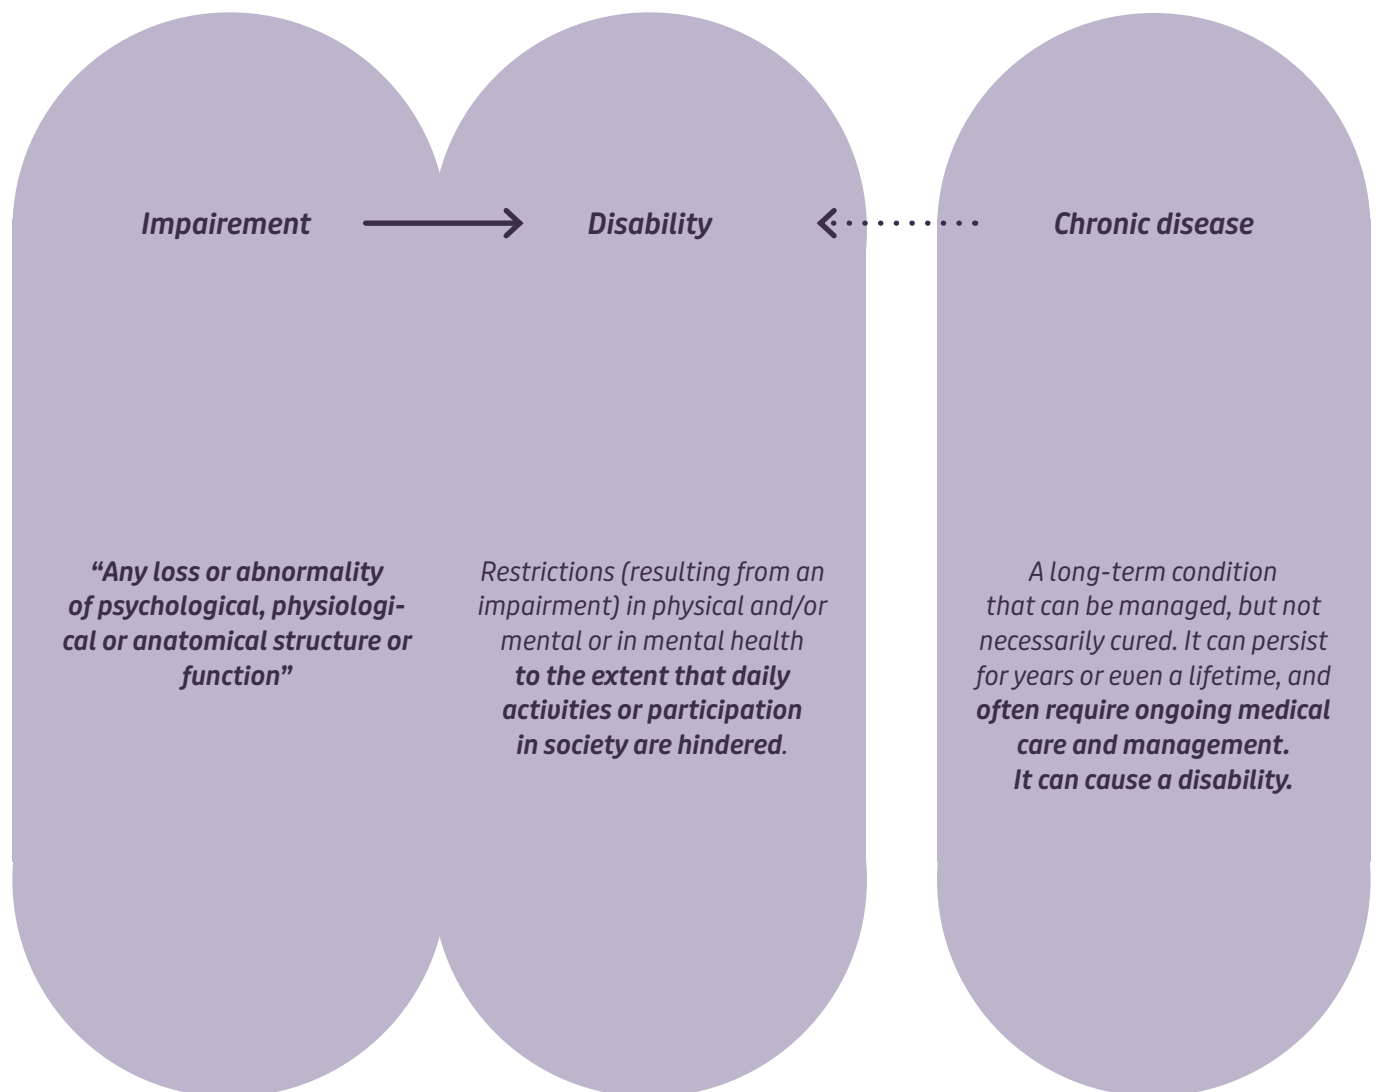 Impairement
Disability
Chronic disease
“Any loss or abnormality
of psychological, physiologi-
cal or anatomical structure or
function”
Restrictions (resulting from an
impairment) in physical and/or
mental or in mental health
to the extent that daily
activities or participation
in society are hindered.
A long-term condition
that can be managed, but not
necessarily cured. It can persist
for years or even a lifetime, and
often require ongoing medical
care and management.
It can cause a disability.